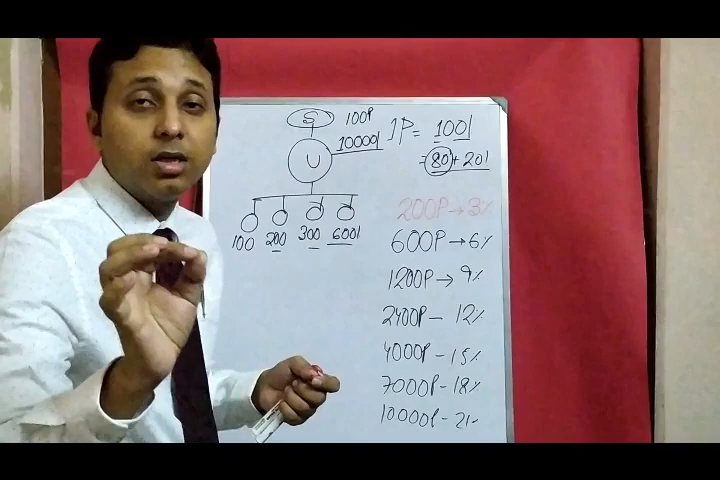 S 100P
10000/
U
100 200 300 600/
1P = 100/
= 80 + 20/
200P → 3%
600P → 6%
1200P → 9%
2400P - 12%
4000P - 15%
7000P - 18%
10000P - 21%